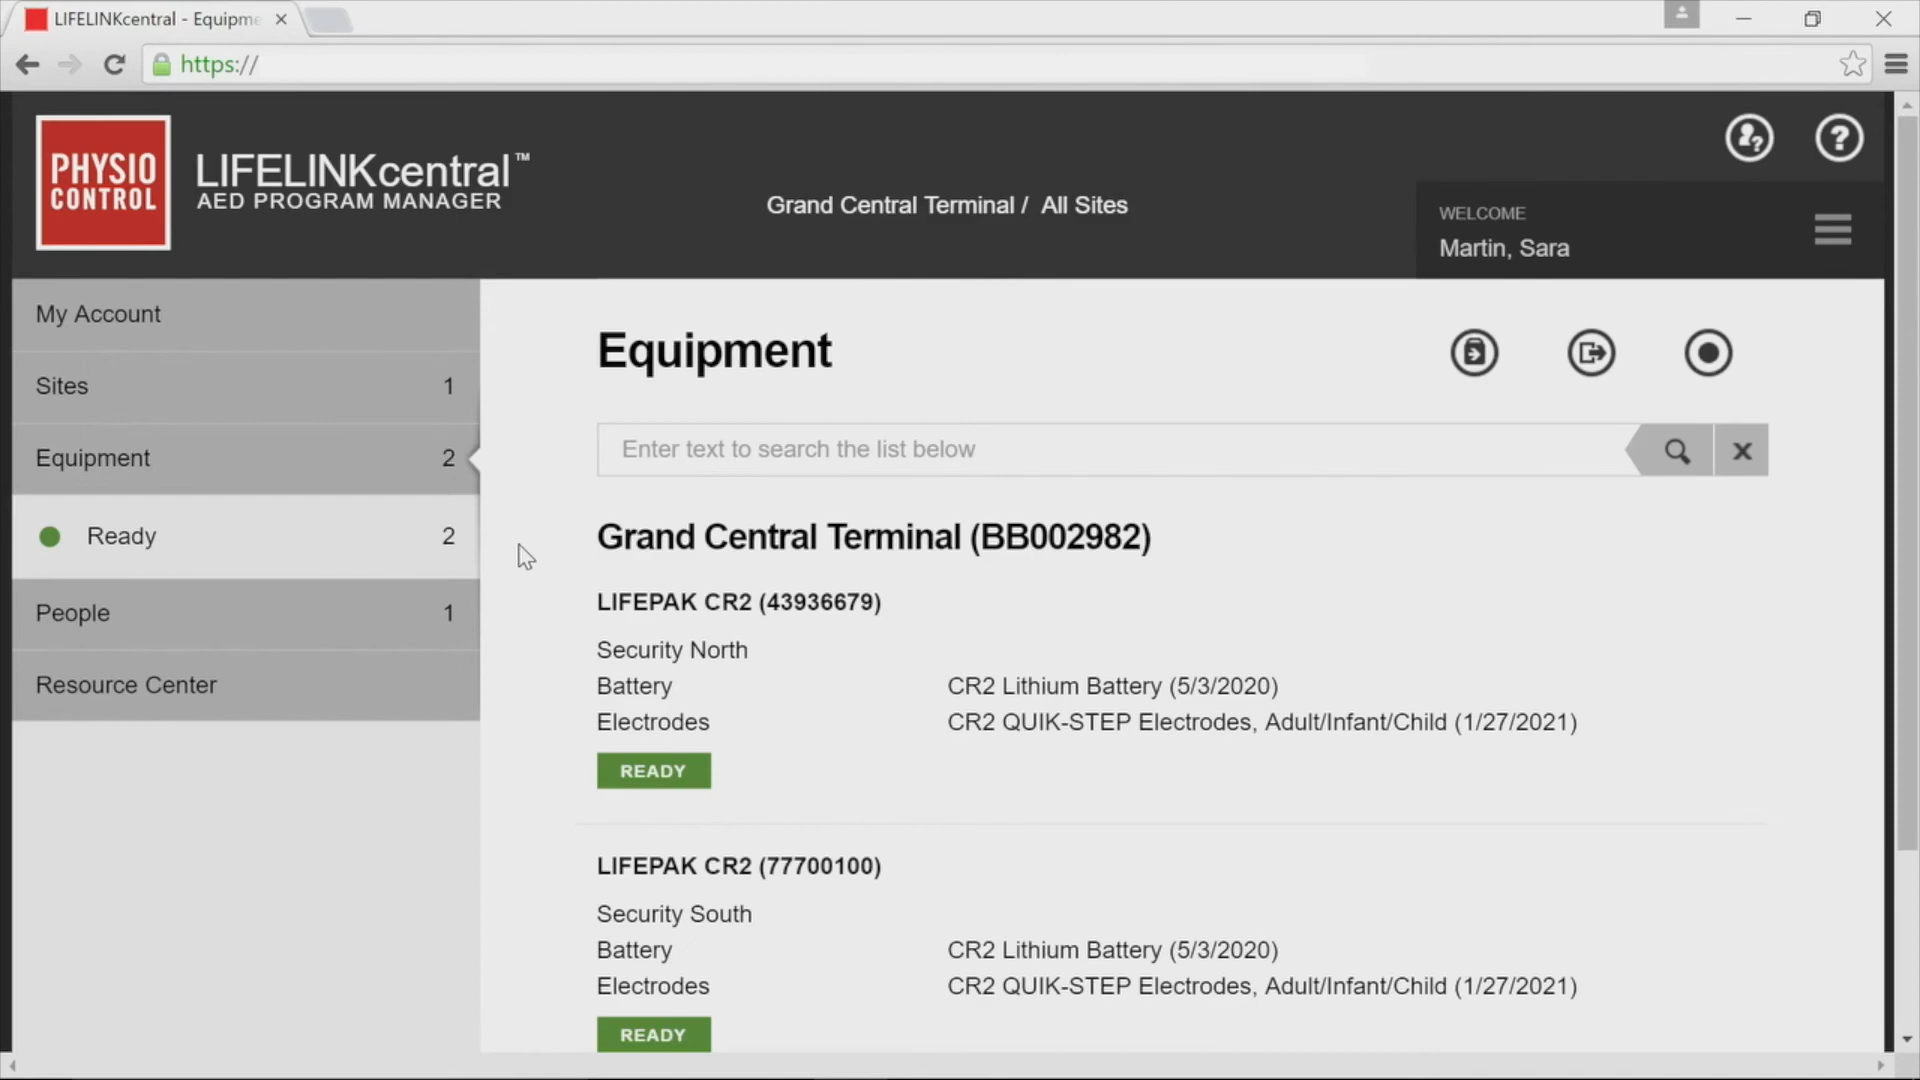 LIFELINKcentral - Equipme
https://
PHYSIO
CONTROL
LIFELINKcentral™
AED PROGRAM MANAGER
Grand Central Terminal / All Sites
WELCOME
Martin, Sara
My Account
Sites 1
Equipment 2
Ready 2
People 1
Resource Center
Equipment
Enter text to search the list below
Grand Central Terminal (BB002982)
LIFEPAK CR2 (43936679)
Security North
Battery CR2 Lithium Battery (5/3/2020)
Electrodes CR2 QUIK-STEP Electrodes, Adult/Infant/Child (1/27/2021)
READY
LIFEPAK CR2 (77700100)
Security South
Battery CR2 Lithium Battery (5/3/2020)
Electrodes CR2 QUIK-STEP Electrodes, Adult/Infant/Child (1/27/2021)
READY